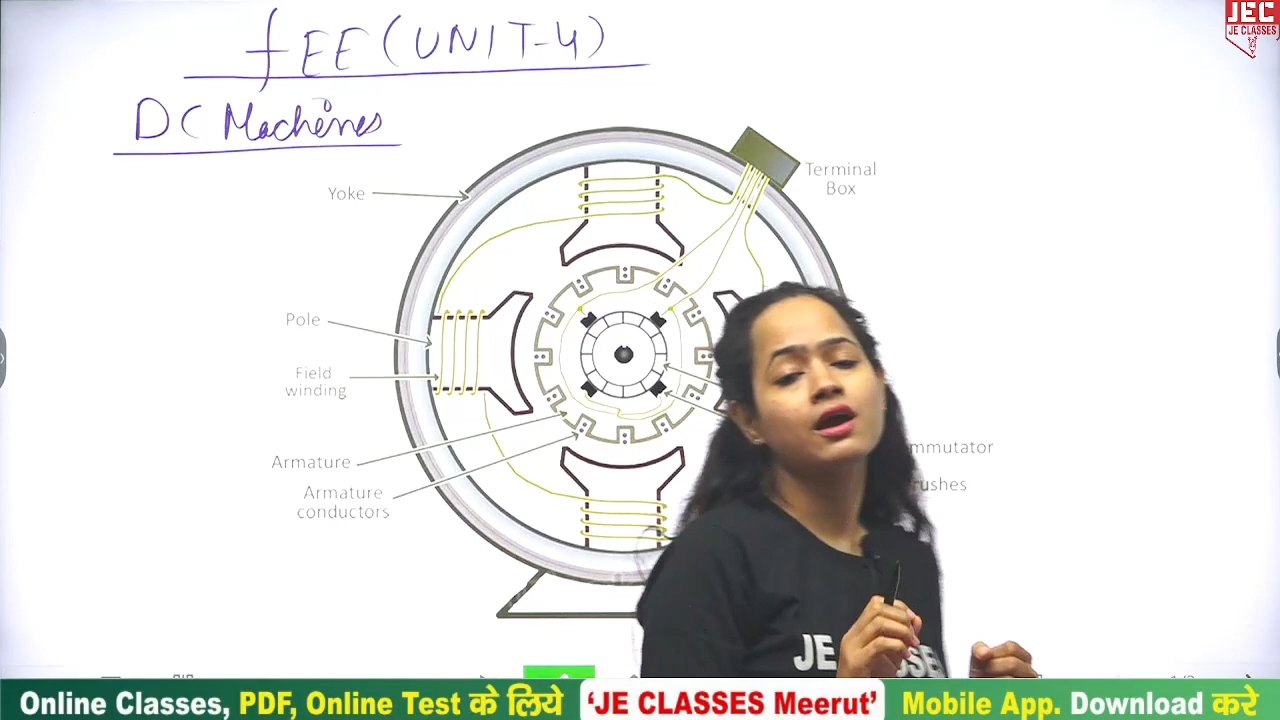 fEE (UNIT-4)
DC Machines
JEC
JE CLASSES
Terminal
Box
Yoke
Pole
Field
winding
Armature
Armature
conductors
mmutator
rushes
JE
Online Classes, PDF, Online Test के लिये 'JE CLASSES Meerut' Mobile App. Download करे